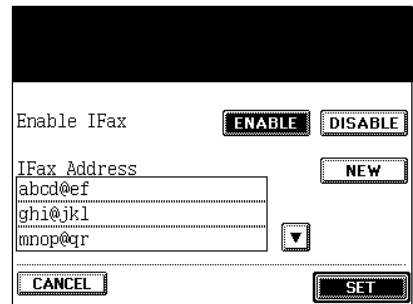 Enable IFax ENABLE DISABLE
IFax Address NEW
abcd@ef
ghi@jkl
mnop@qr
CANCEL SET